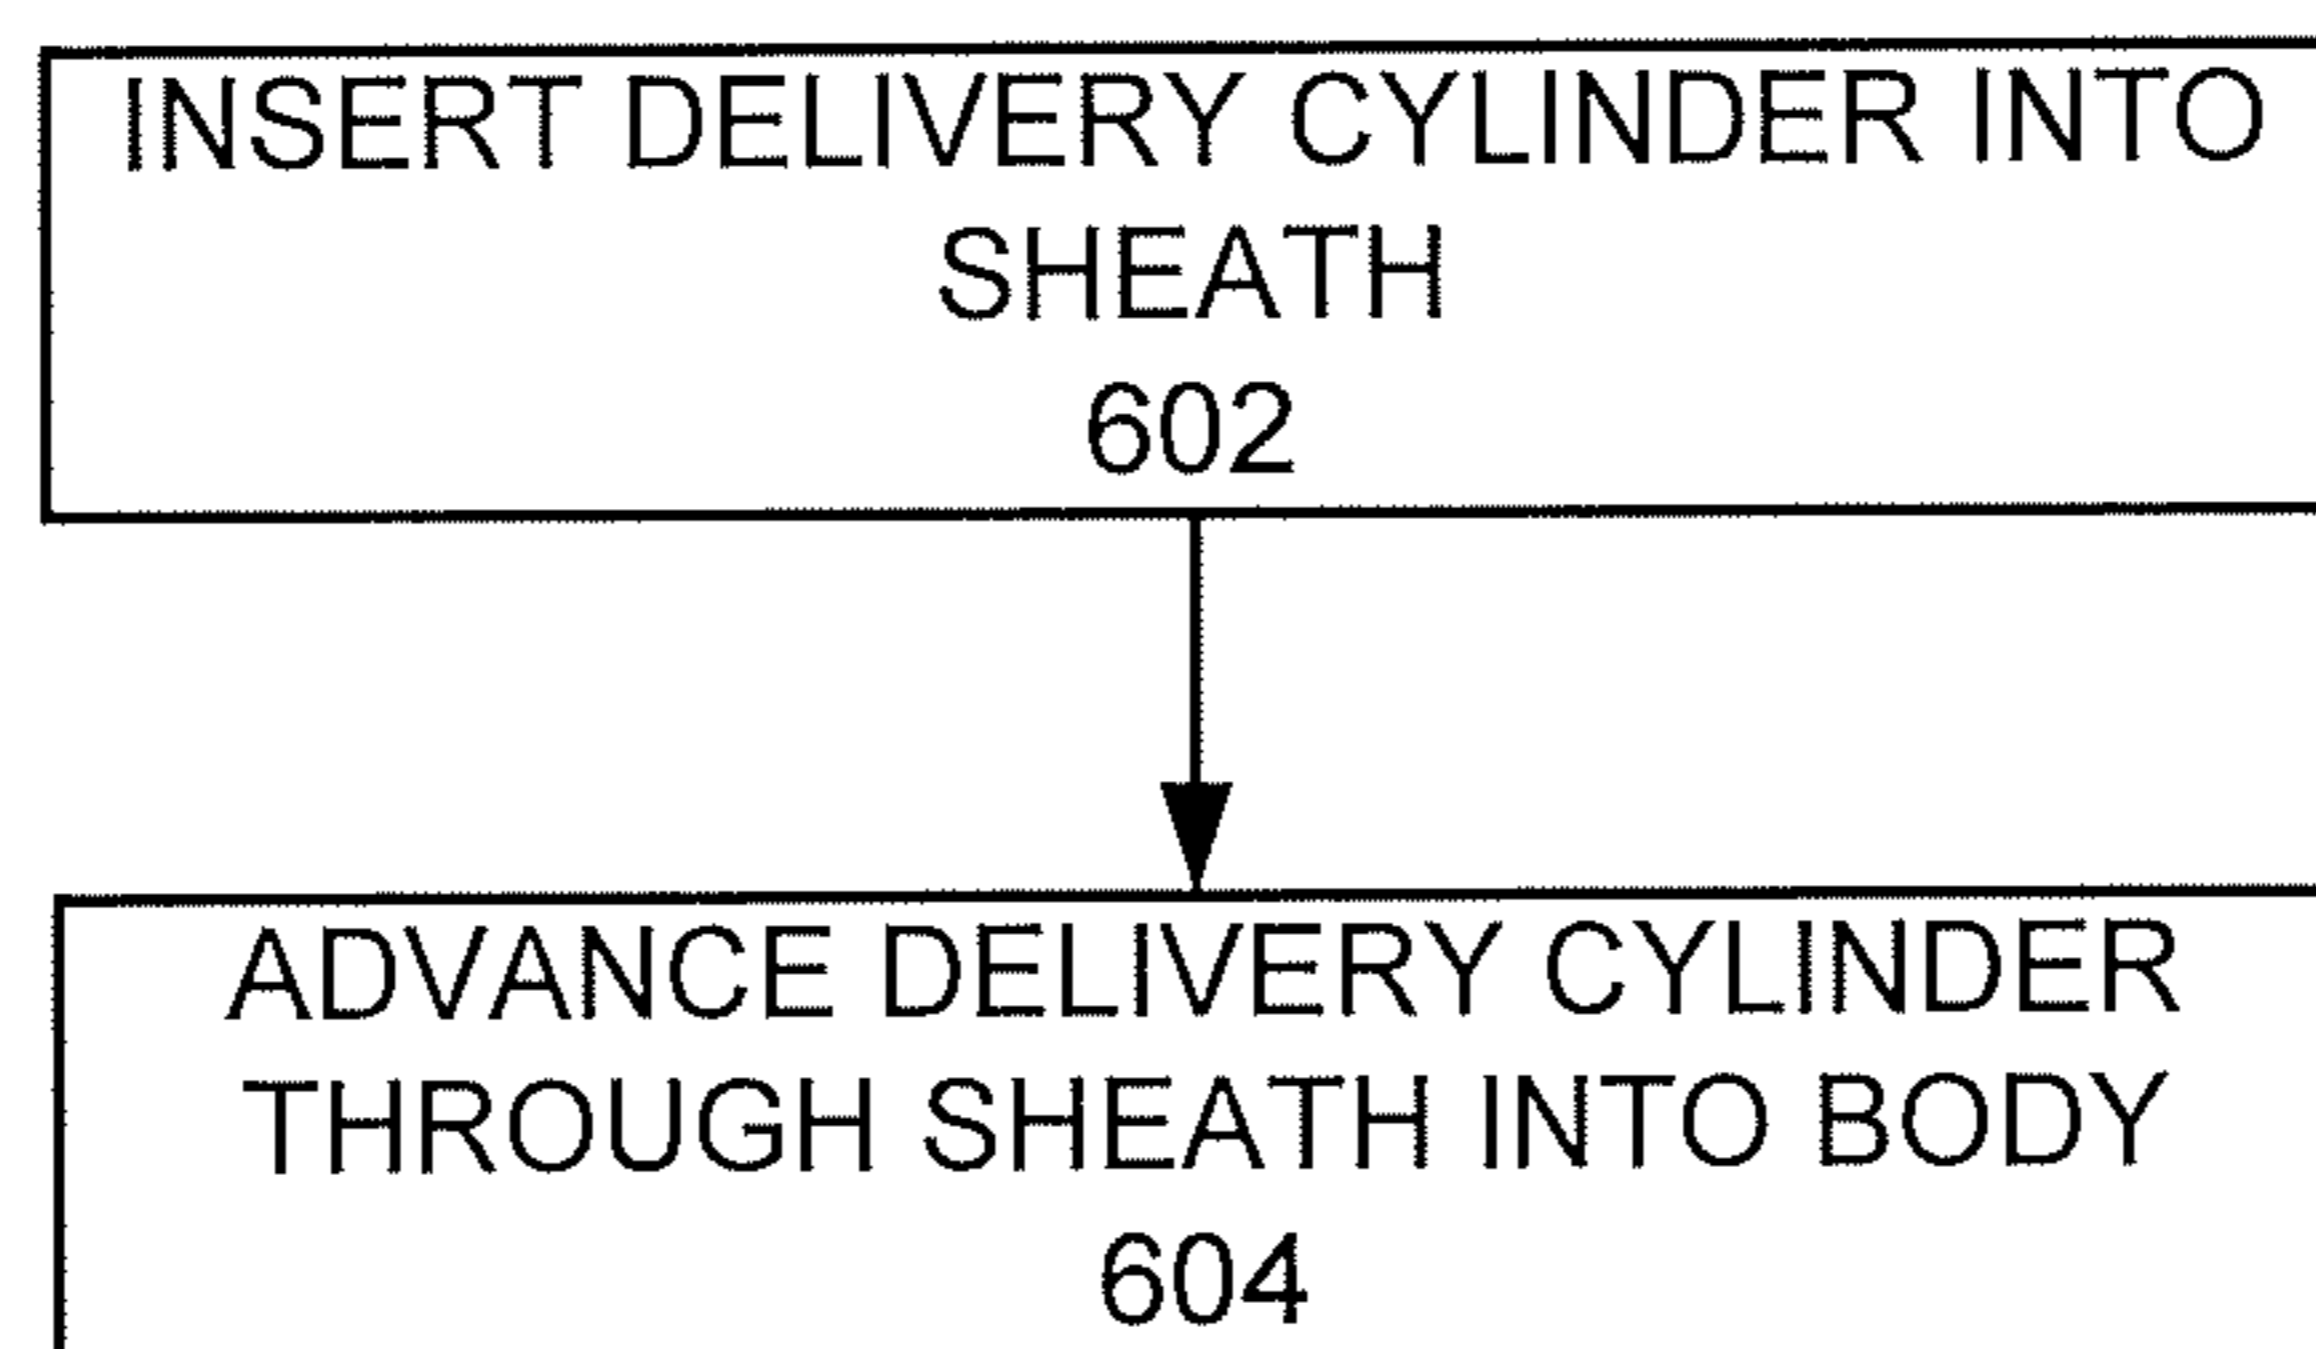 INSERT DELIVERY CYLINDER INTO
SHEATH
602
ADVANCE DELIVERY CYLINDER
THROUGH SHEATH INTO BODY
604